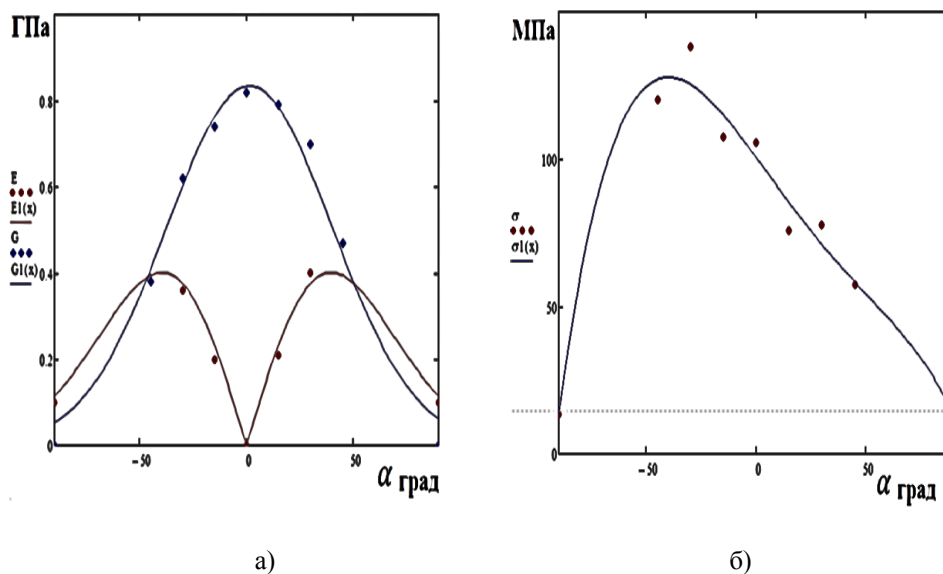 ГПа
0.8
0.6
E
E1(x)
G
G1(x)
0.4
0.2
0
−50
0
50
α град
а)
МПа
100
σ
σ1(x)
50
0
−50
0
50
α град
б)